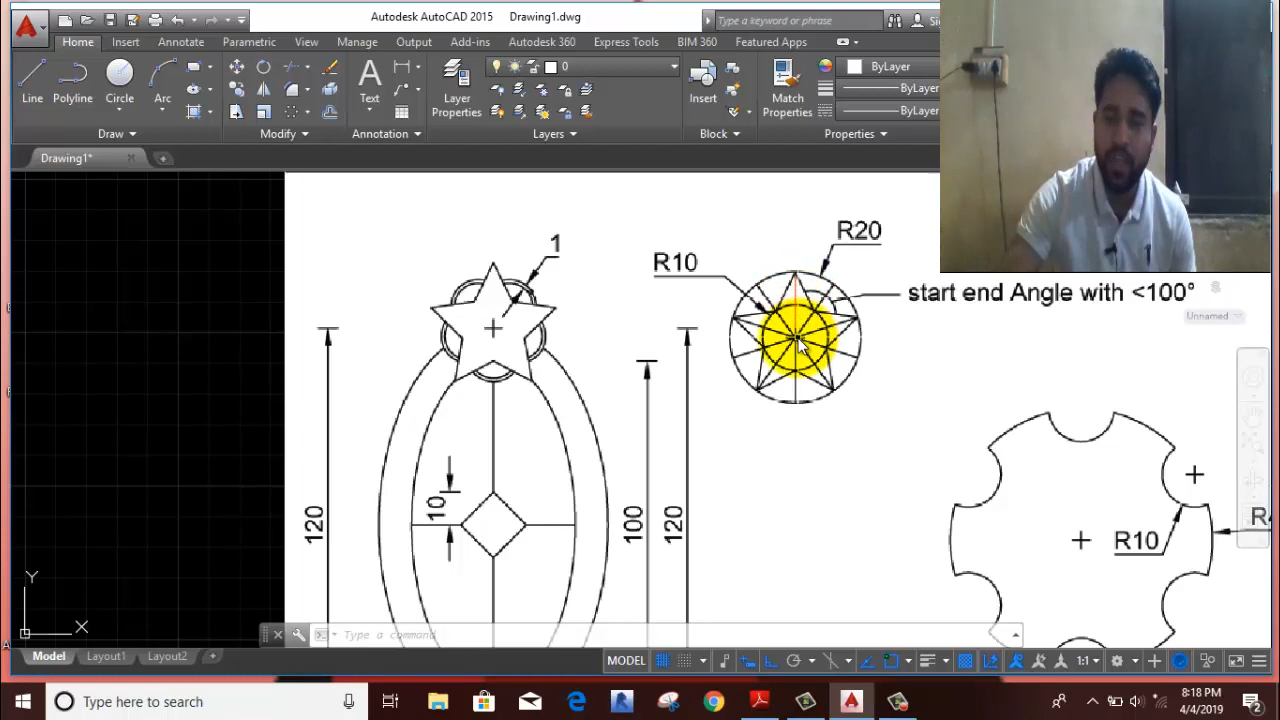 Autodesk AutoCAD 2015 Drawing1.dwg
Type a keyword or phrase
Home Insert Annotate Parametric View Manage Output Add-ins Autodesk 360 Express Tools BIM 360 Featured Apps
Line Polyline Circle Arc
Text
Layer Properties
0
Insert
Match Properties
ByLayer
ByLayer
ByLayer
Draw Modify Annotation Layers Block Properties
Drawing1*
1
R10
R20
start end Angle with <100°
S
Unnamed
120
10
100
120
R10
Y
X
Type a command
Model Layout1 Layout2
MODEL
1:1
Type here to search
8:18 PM
4/4/2019
2